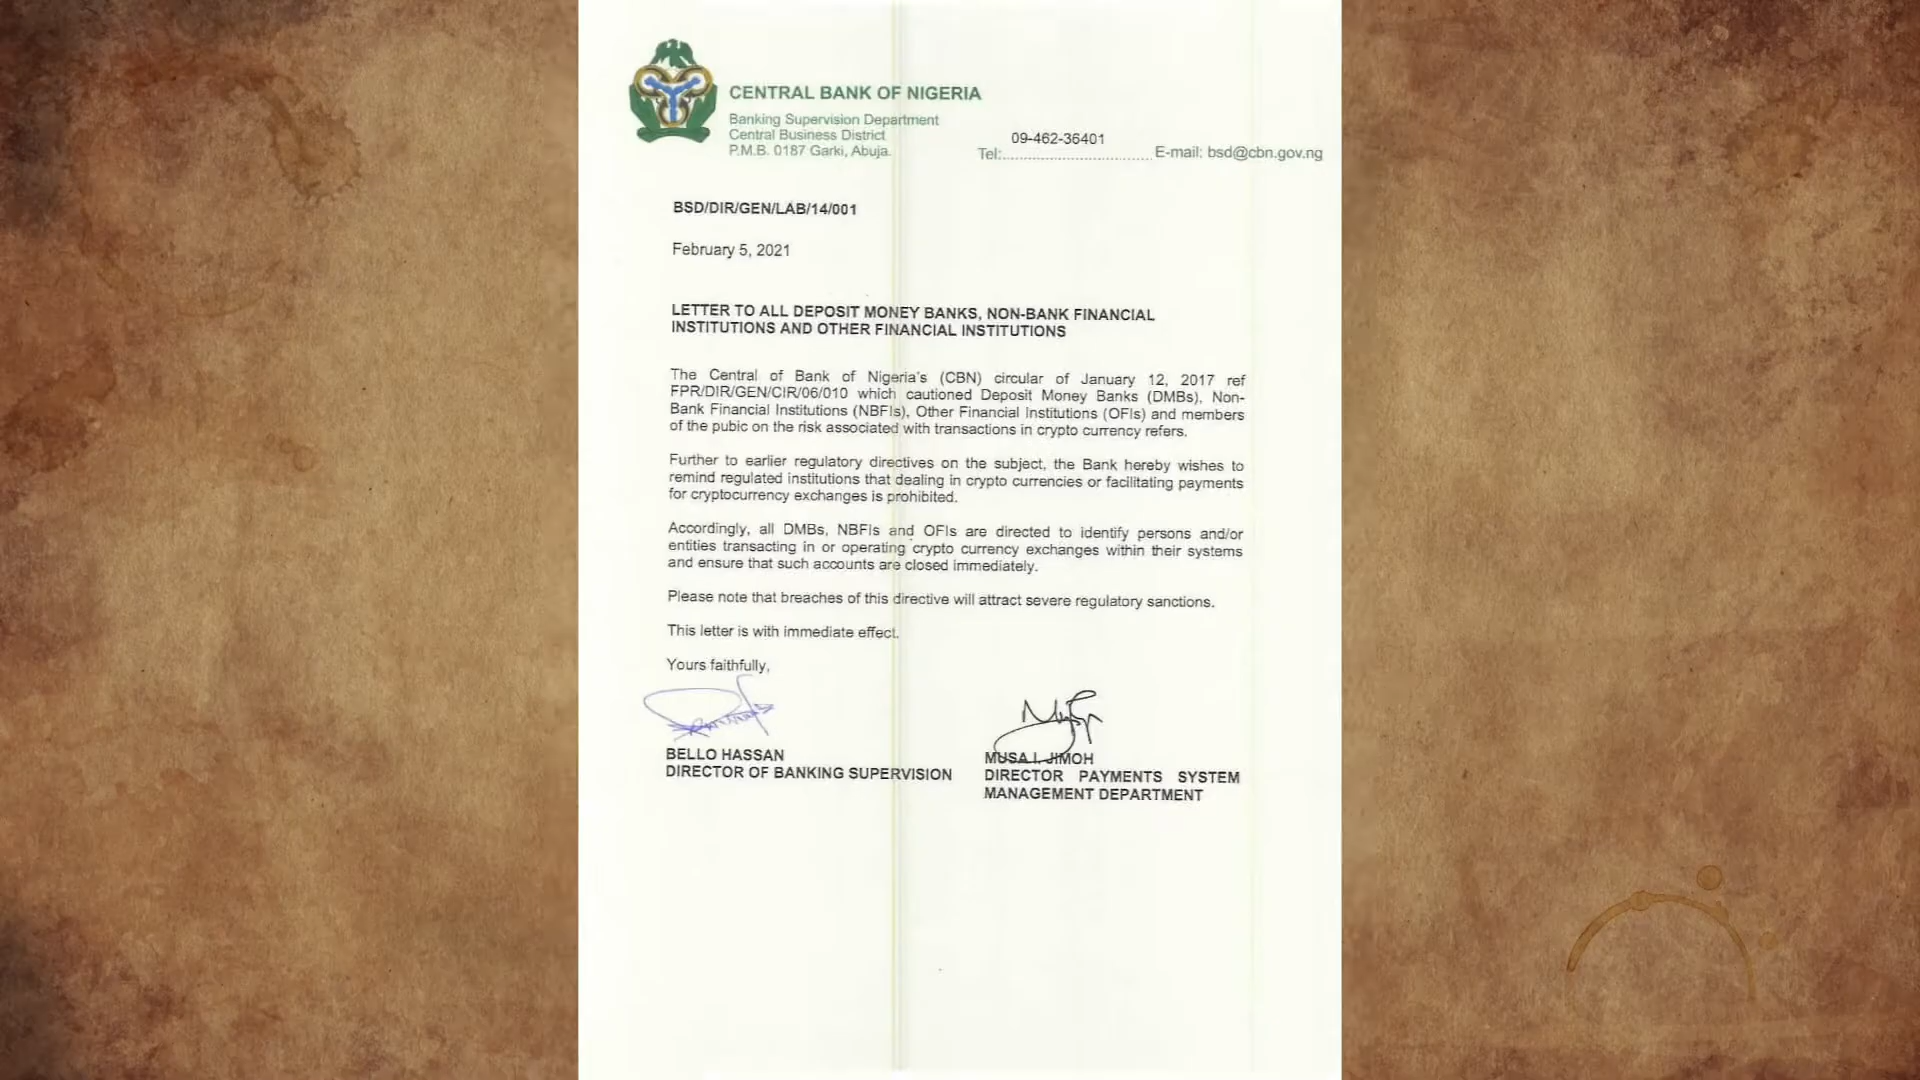 CENTRAL BANK OF NIGERIA
Banking Supervision Department
Central Business District
P.M.B. 0187 Garki, Abuja.
09-462-36401
Tel:............................................ E-mail: bsd@cbn.gov.ng
BSD/DIR/GEN/LAB/14/001
February 5, 2021
LETTER TO ALL DEPOSIT MONEY BANKS, NON-BANK FINANCIAL
INSTITUTIONS AND OTHER FINANCIAL INSTITUTIONS
The Central of Bank of Nigeria's (CBN) circular of January 12, 2017 ref
FPR/DIR/GEN/CIR/06/010 which cautioned Deposit Money Banks (DMBs), Non-
Bank Financial Institutions (NBFIs), Other Financial Institutions (OFIs) and members
of the pubic on the risk associated with transactions in crypto currency refers.
Further to earlier regulatory directives on the subject, the Bank hereby wishes to
remind regulated institutions that dealing in crypto currencies or facilitating payments
for cryptocurrency exchanges is prohibited.
Accordingly, all DMBs, NBFIs and OFIs are directed to identify persons and/or
entities transacting in or operating crypto currency exchanges within their systems
and ensure that such accounts are closed immediately.
Please note that breaches of this directive will attract severe regulatory sanctions.
This letter is with immediate effect.
Yours faithfully,
BELLO HASSAN
DIRECTOR OF BANKING SUPERVISION
MUSA I. JIMOH
DIRECTOR PAYMENTS SYSTEM
MANAGEMENT DEPARTMENT